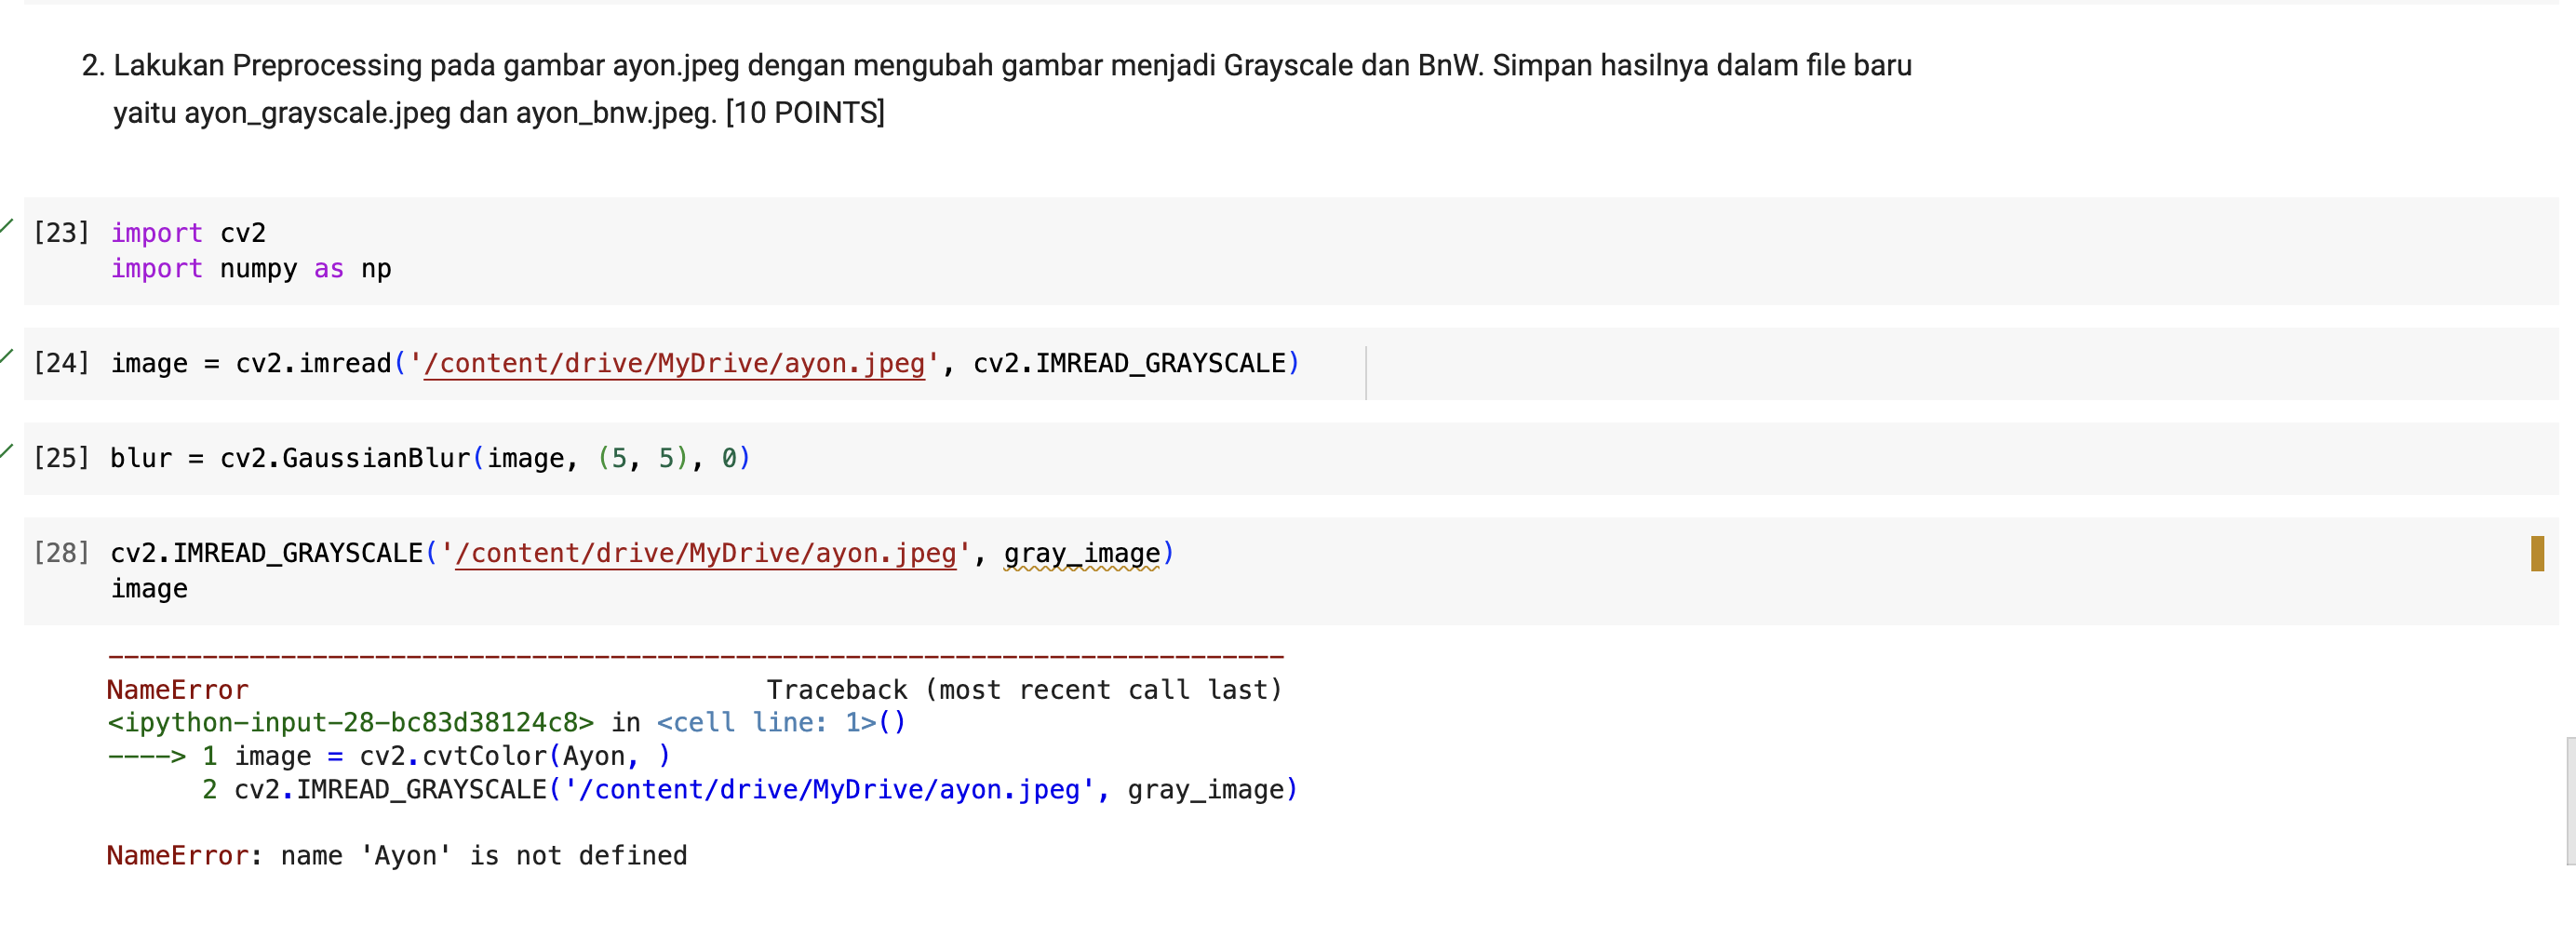 2. Lakukan Preprocessing pada gambar ayon.jpeg dengan mengubah gambar menjadi Grayscale dan BnW. Simpan hasilnya dalam file baru
yaitu ayon_grayscale.jpeg dan ayon_bnw.jpeg. [10 POINTS]
[23] import cv2
import numpy as np
[24] image = cv2.imread('/content/drive/MyDrive/ayon.jpeg', cv2.IMREAD_GRAYSCALE)
[25] blur = cv2.GaussianBlur(image, (5, 5), 0)
[28] cv2.IMREAD_GRAYSCALE('/content/drive/MyDrive/ayon.jpeg', gray_image)
image
---------------------------------------------------------------------------
NameError Traceback (most recent call last)
<ipython-input-28-bc83d38124c8> in <cell line: 1>()
----> 1 image = cv2.cvtColor(Ayon, )
2 cv2.IMREAD_GRAYSCALE('/content/drive/MyDrive/ayon.jpeg', gray_image)
NameError: name 'Ayon' is not defined